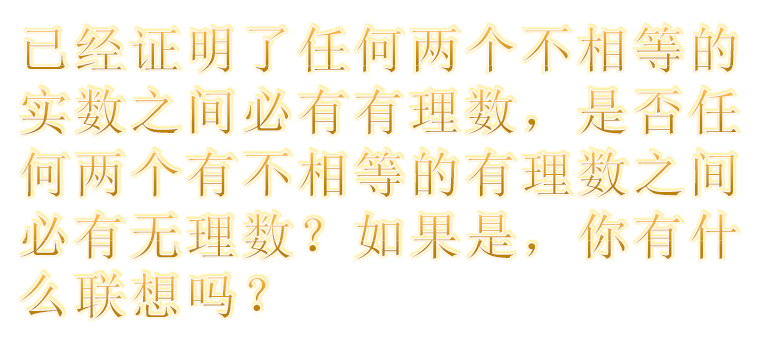 已经证明了任何两个不相等的
实数之间必有有理数，是否任
何两个有不相等的有理数之间
必有无理数？如果是，你有什
么联想吗？